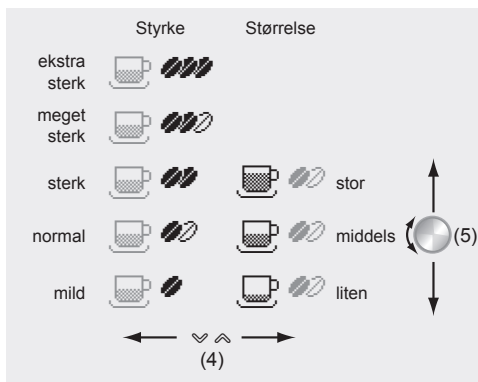 Styrke Størrelse
ekstra
sterk
meget
sterk
sterk stor
normal middels (5)
mild liten
(4)